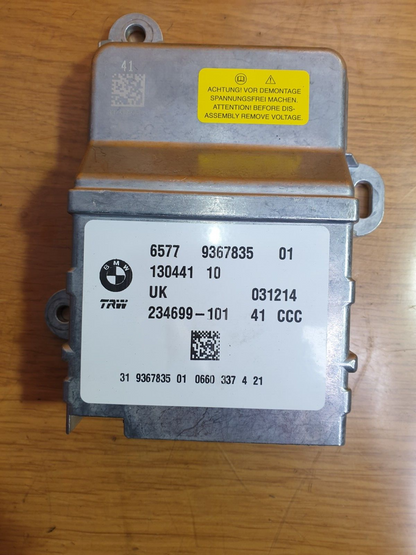 41
ACHTUNG! VOR DEMONTAGE
SPANNUNGSFREI MACHEN.
ATTENTION! BEFORE DIS-
ASSEMBLY REMOVE VOLTAGE.
6577 9367835 01
BMW
130441 10
TRW
UK 031214
234699-101 41 CCC
31 9367835 01 0660 337 4 21